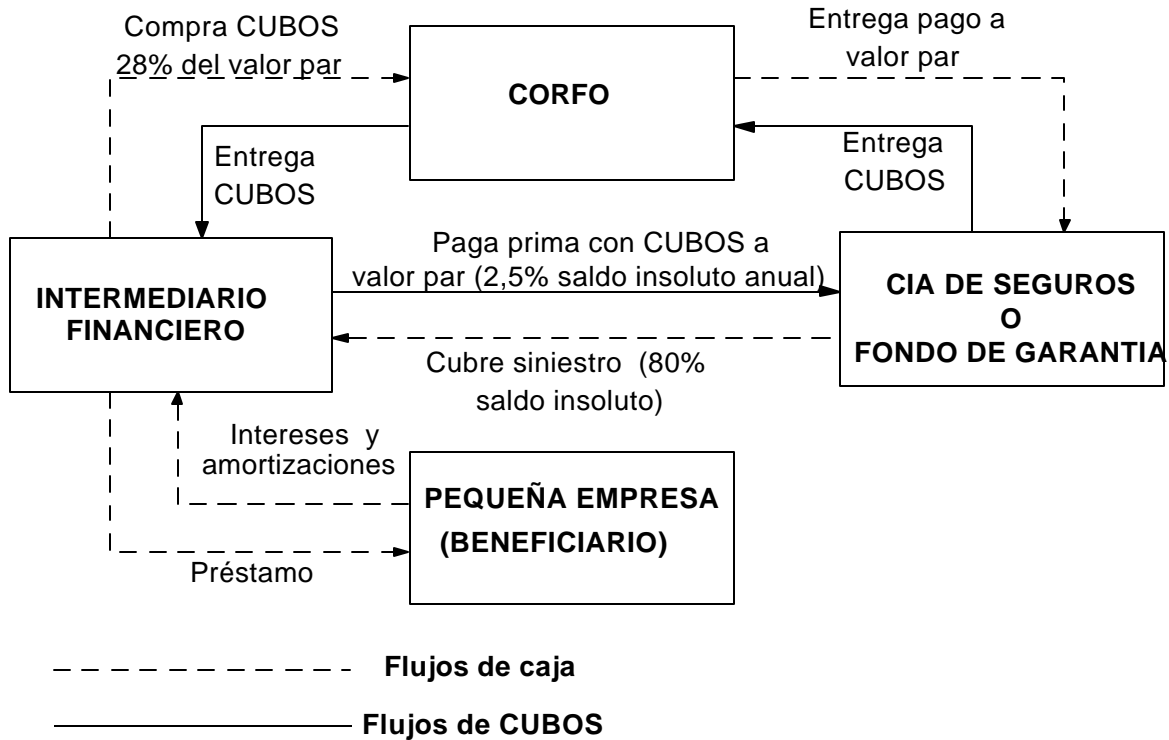 Compra CUBOS
28% del valor par
Entrega pago a
valor par
CORFO
Entrega
CUBOS
Entrega
CUBOS
Paga prima con CUBOS a
valor par (2,5% saldo insoluto anual)
INTERMEDIARIO
FINANCIERO
CIA DE SEGUROS
O
FONDO DE GARANTIA
Cubre siniestro (80%
saldo insoluto)
Intereses y
amortizaciones
PEQUEÑA EMPRESA
(BENEFICIARIO)
Préstamo
Flujos de caja
Flujos de CUBOS